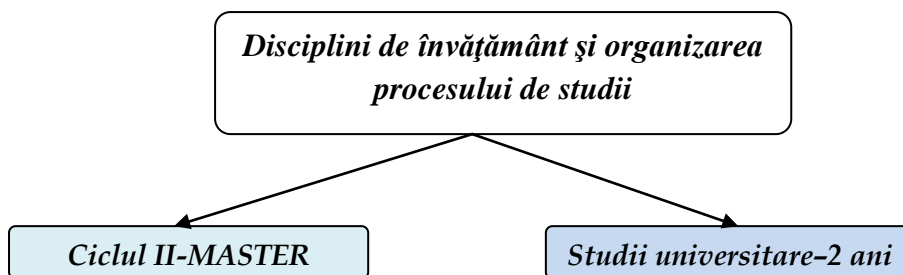 Disciplini de învăţământ şi organizarea
procesului de studii
Ciclul II-MASTER
Studii universitare–2 ani